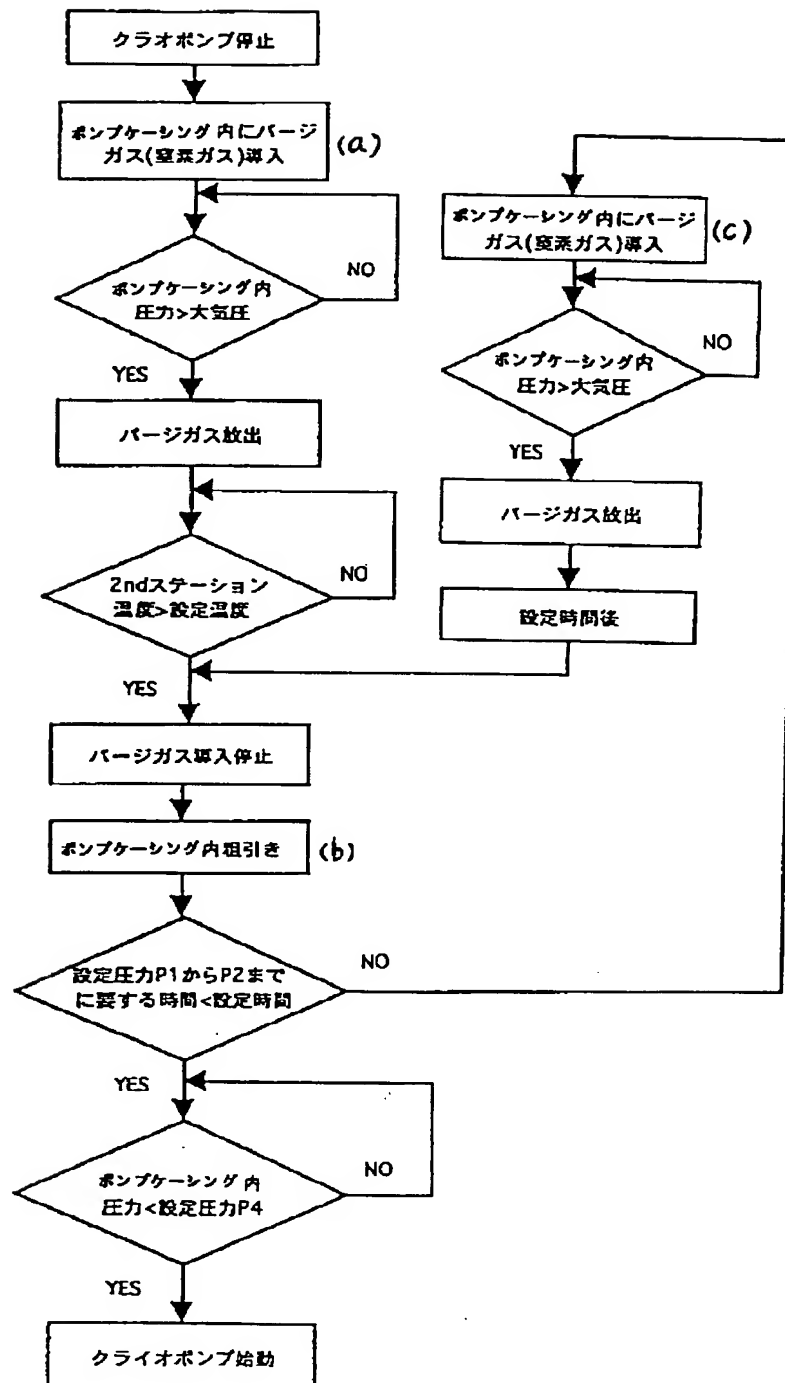 クラオポンプ停止
ポンプケーシング内にパージ
ガス(窒素ガス)導入
(a)
NO
ポンプケーシング内
圧力>大気圧
YES
パージガス放出
NO
2ndステーション
温度>設定温度
YES
パージガス導入停止
ポンプケーシング内粗引き
(b)
設定圧力P1からP2まで
に要する時間<設定時間
NO
YES
ポンプケーシング内
圧力<設定圧力P4
NO
YES
クライオポンプ始動
ポンプケーシング内にパージ
ガス(窒素ガス)導入
(c)
NO
ポンプケーシング内
圧力>大気圧
YES
パージガス放出
設定時間後